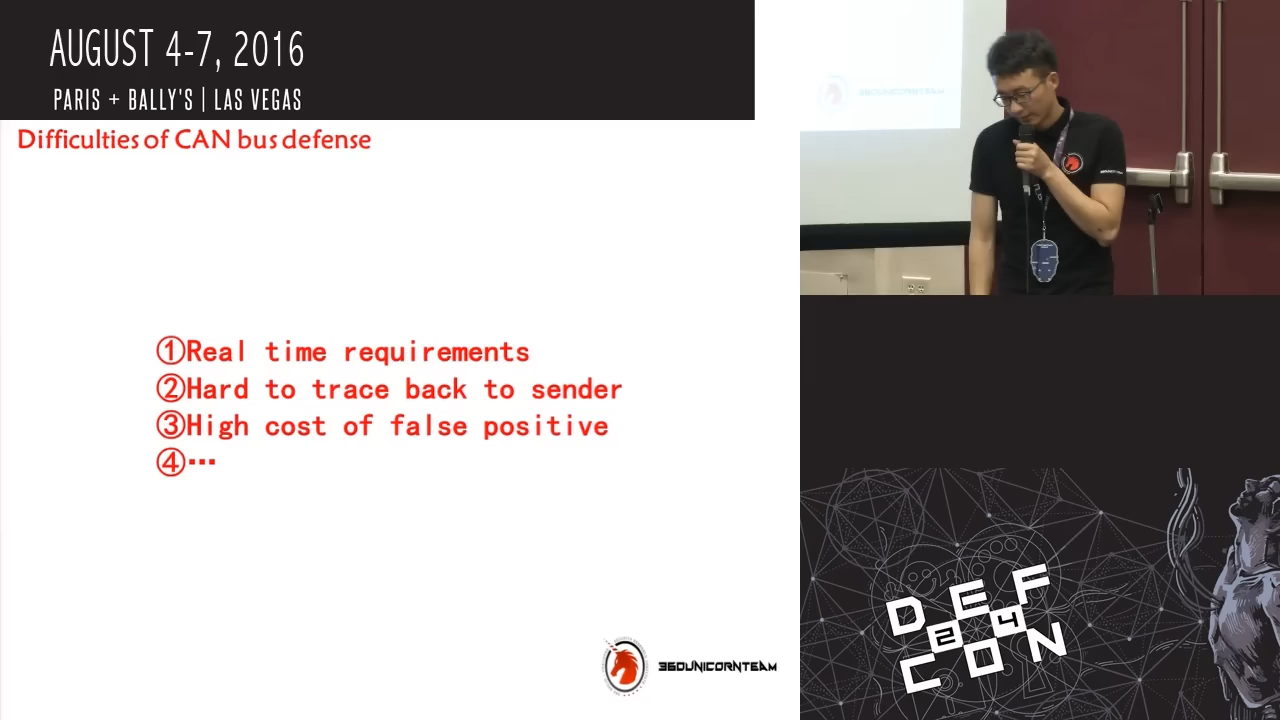 AUGUST 4-7, 2016
PARIS + BALLY'S | LAS VEGAS
Difficulties of CAN bus defense
①Real time requirements
②Hard to trace back to sender
③High cost of false positive
④…
360UNICORNTEAM
360UNICORNTEAM
DEF
24
CON